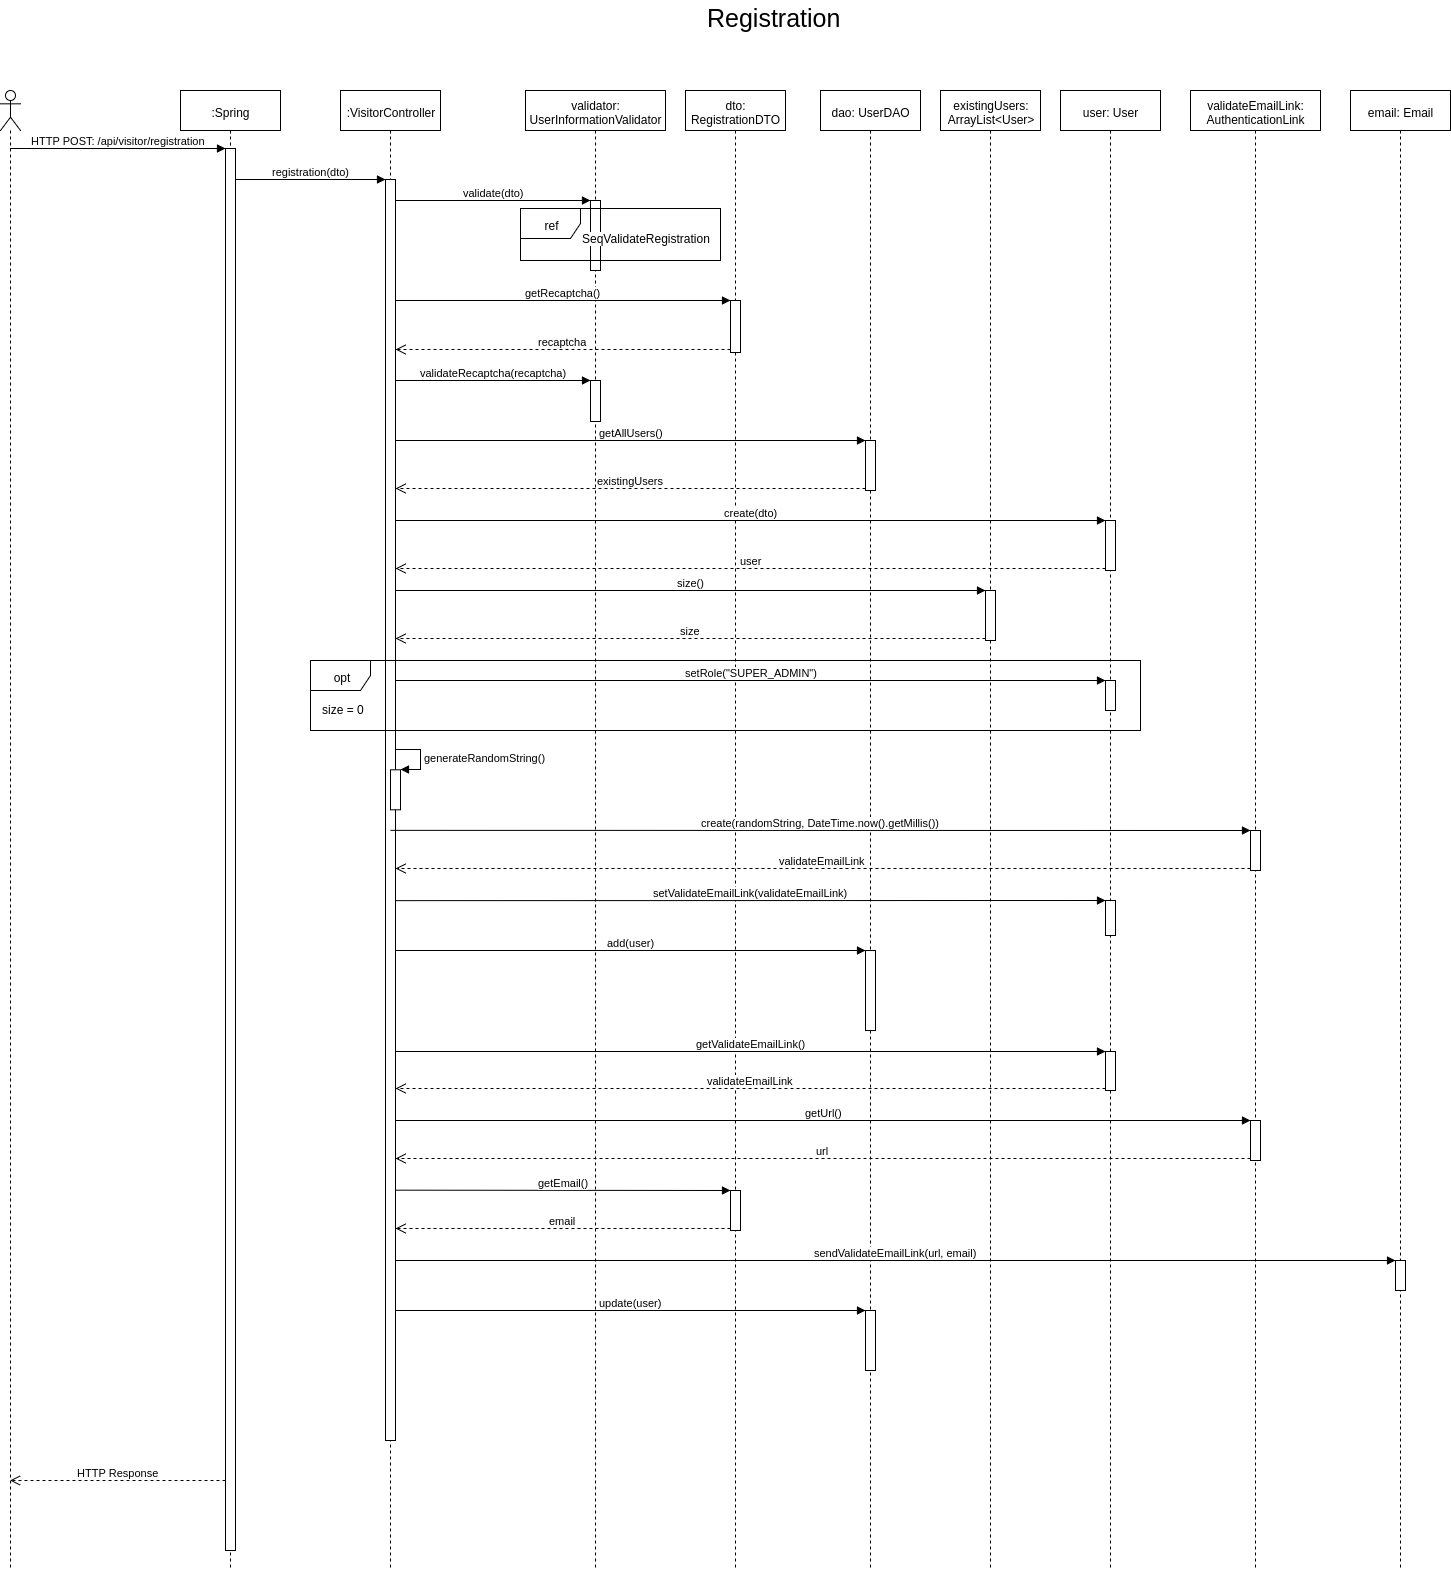 Registration
:Spring
:VisitorController
validator:
UserInformationValidator
dto:
RegistrationDTO
dao: UserDAO
existingUsers:
ArrayList<User>
user: User
validateEmailLink:
AuthenticationLink
email: Email
HTTP POST: /api/visitor/registration
registration(dto)
validate(dto)
ref
SeqValidateRegistration
getRecaptcha()
recaptcha
validateRecaptcha(recaptcha)
getAllUsers()
existingUsers
create(dto)
user
size()
size
opt
setRole("SUPER_ADMIN")
size = 0
generateRandomString()
create(randomString, DateTime.now().getMillis())
validateEmailLink
setValidateEmailLink(validateEmailLink)
add(user)
getValidateEmailLink()
validateEmailLink
getUrl()
url
getEmail()
email
sendValidateEmailLink(url, email)
update(user)
HTTP Response